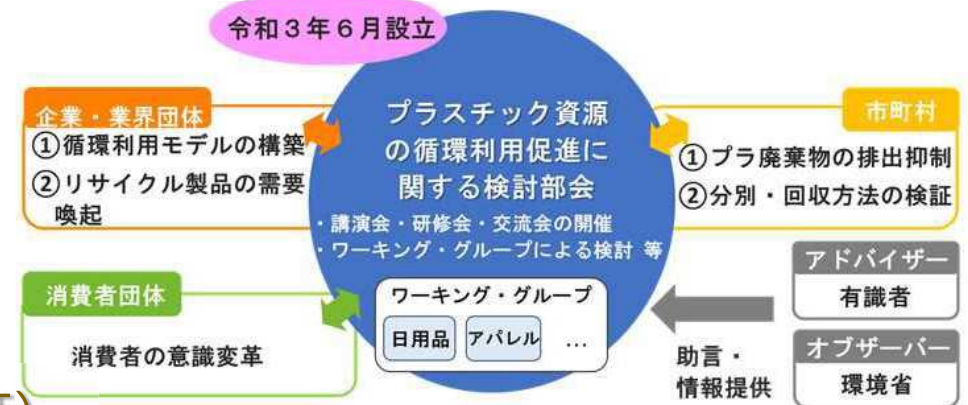 令和３年６月設立
企業・業界団体
①循環利用モデルの構築
②リサイクル製品の需要
喚起
プラスチック資源
の循環利用促進に
関する検討部会
・講演会・研修会・交流会の開催
・ワーキング・グループによる検討 等
市町村
①プラ廃棄物の排出抑制
②分別・回収方法の検証
消費者団体
消費者の意識変革
ワーキング・グループ
日用品 アパレル …
アドバイザー
有識者
助言・
情報提供
オブザーバー
環境省